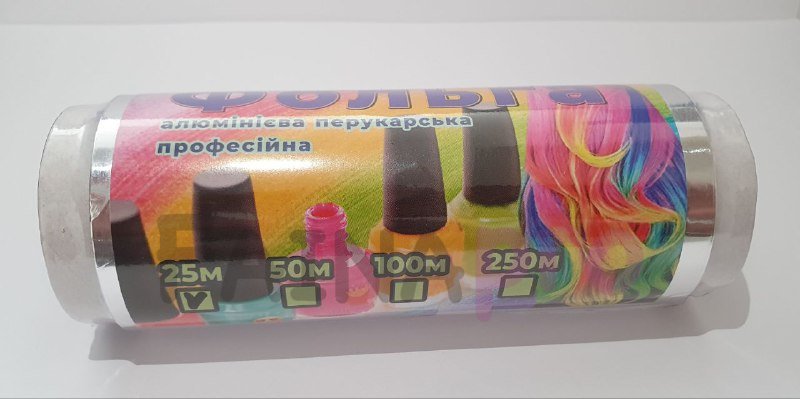 Фольга
алюмінієва перукарська
професійна
25м 50м 100м 250м